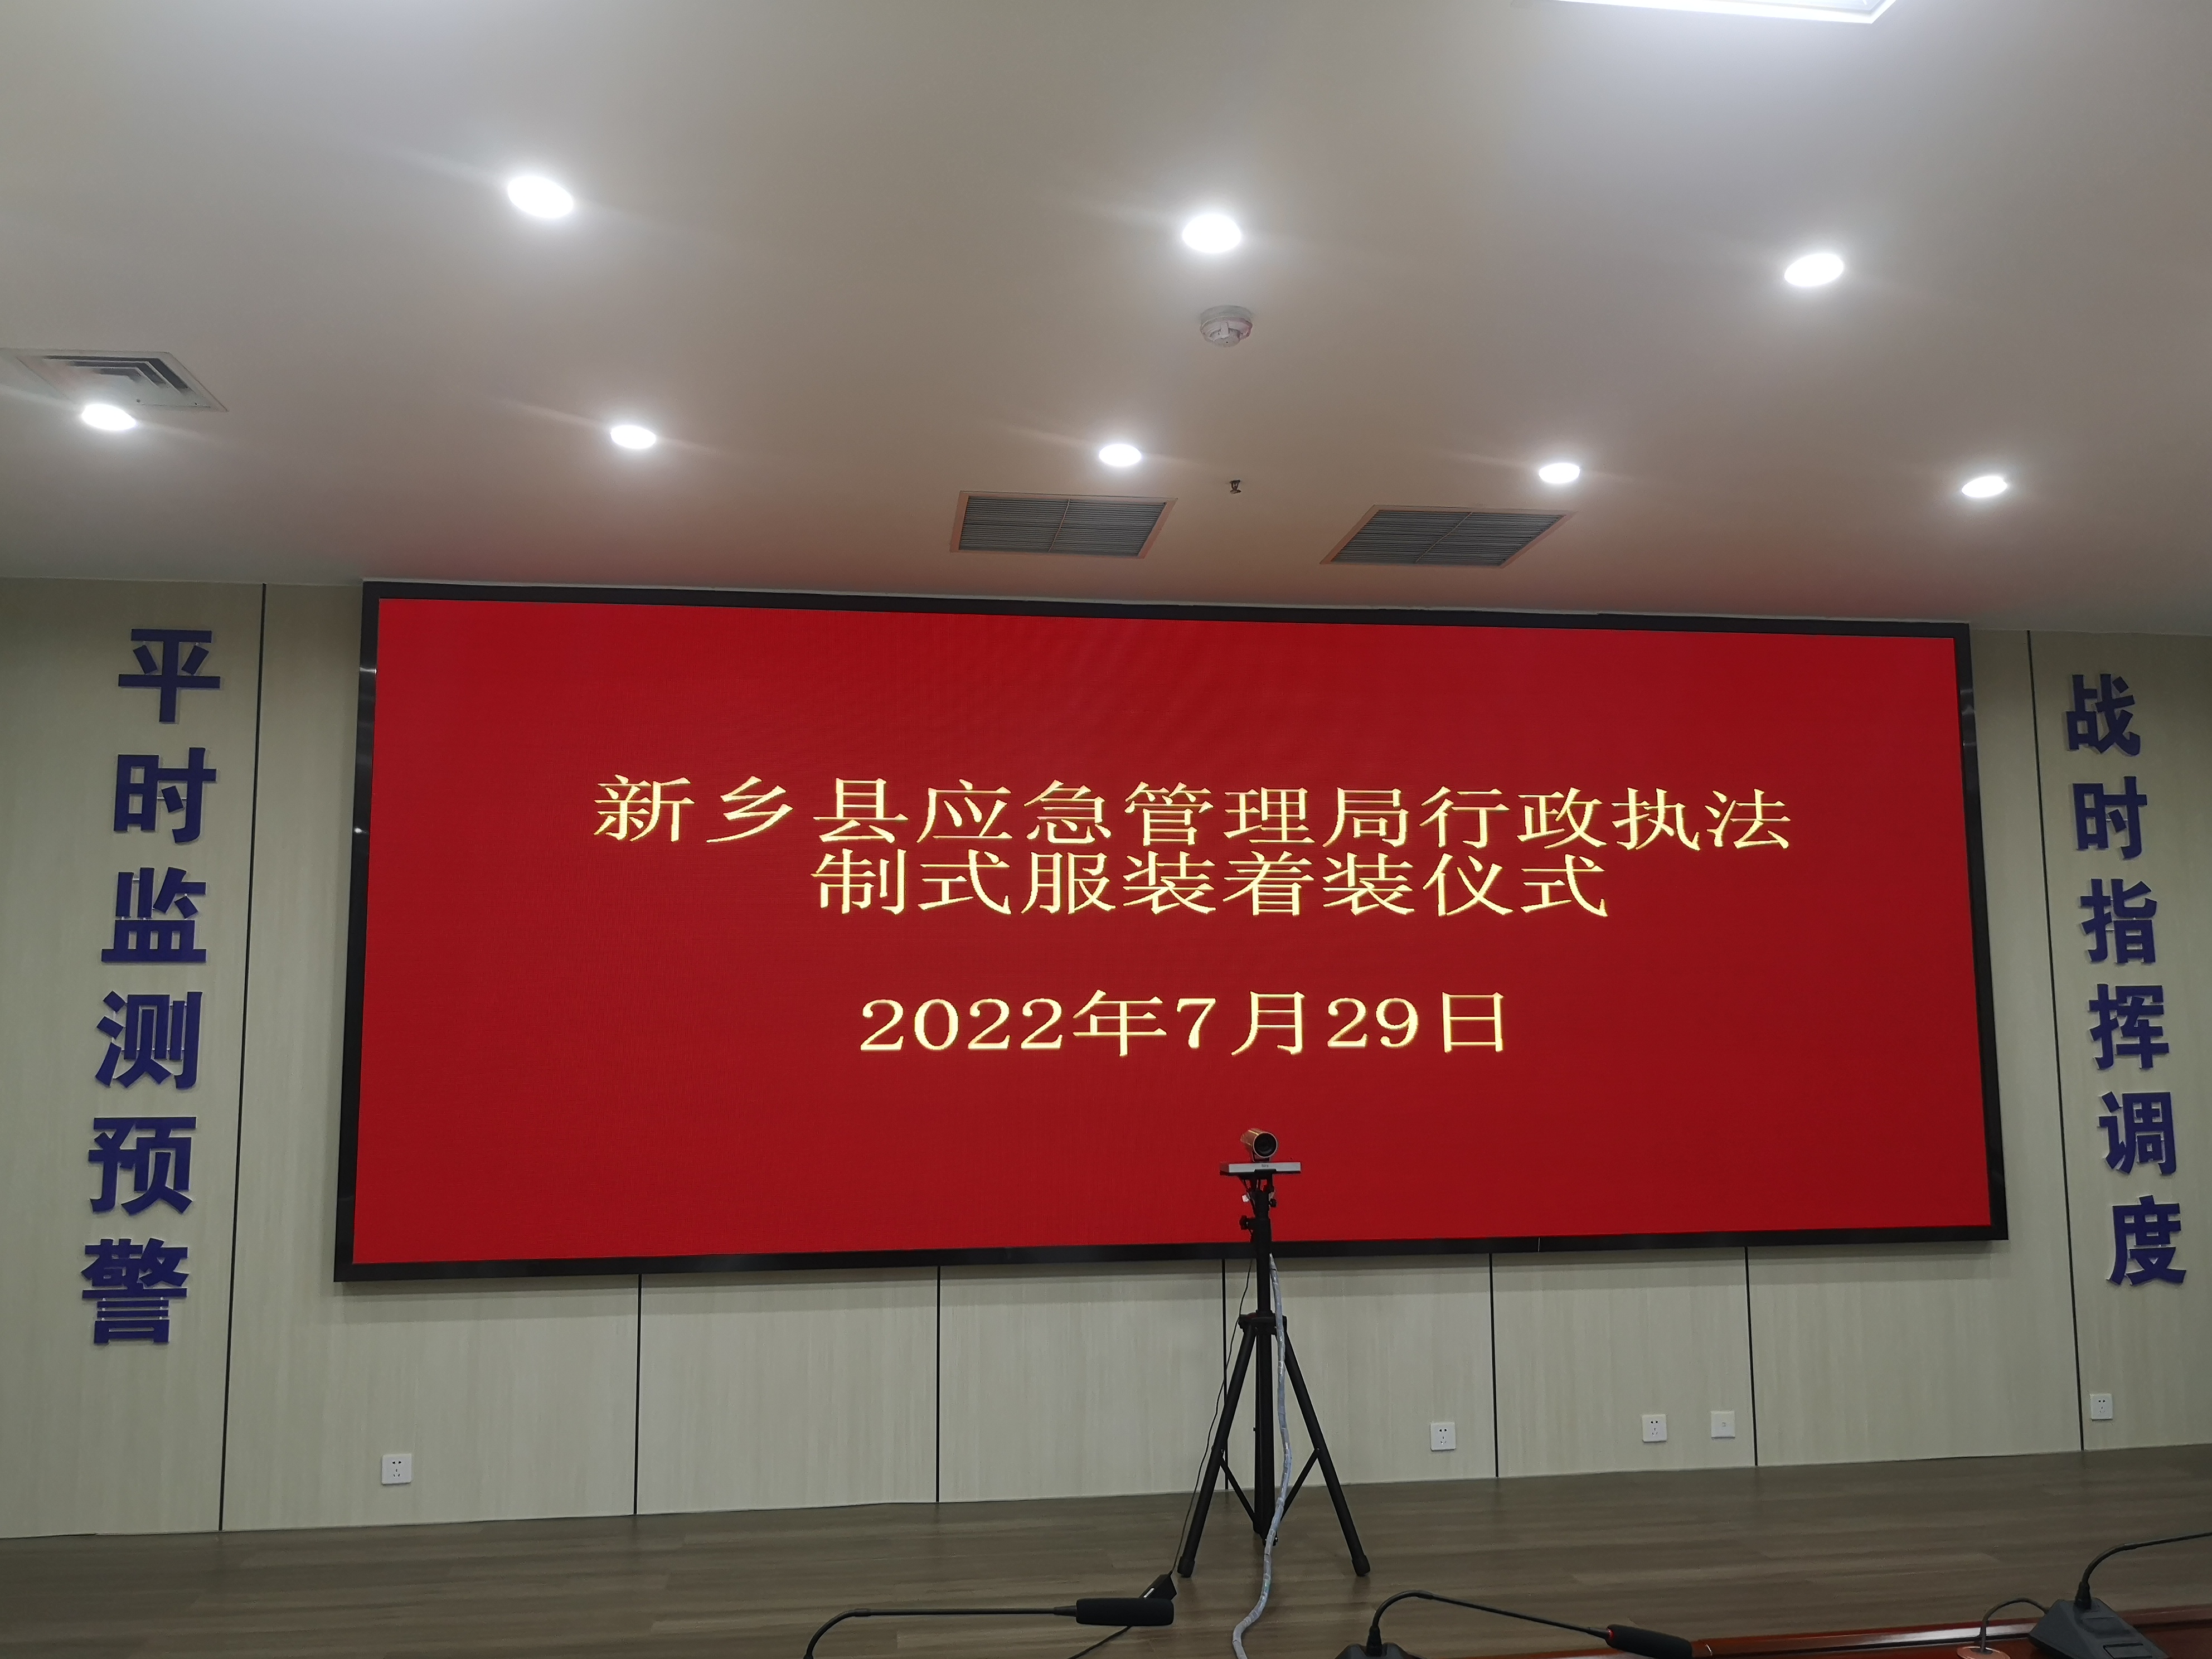 平时监测预警
新乡县应急管理局行政执法
制式服装着装仪式
2022年7月29日
战时指挥调度